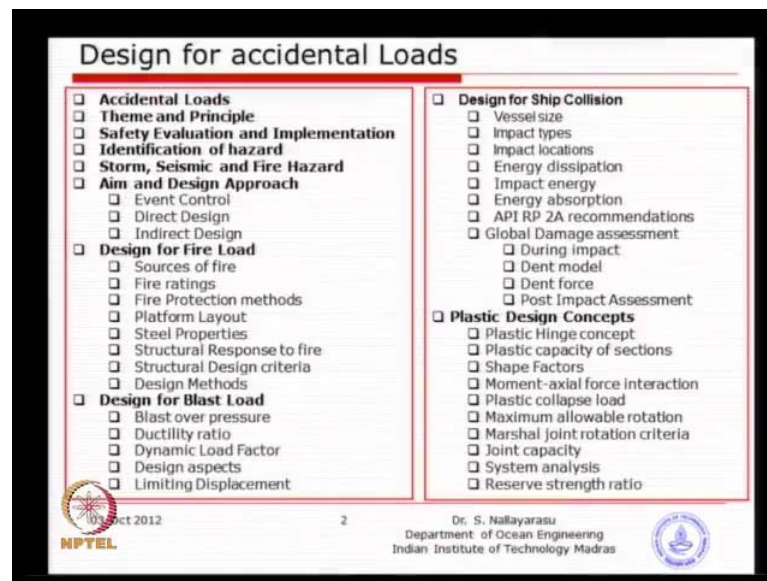 Design for accidental Loads
Accidental Loads
Theme and Principle
Safety Evaluation and Implementation
Identification of hazard
Storm, Seismic and Fire Hazard
Aim and Design Approach
Event Control
Direct Design
Indirect Design
Design for Fire Load
Sources of fire
Fire ratings
Fire Protection methods
Platform Layout
Steel Properties
Structural Response to fire
Structural Design criteria
Design Methods
Design for Blast Load
Blast over pressure
Ductility ratio
Dynamic Load Factor
Design aspects
Limiting Displacement
Design for Ship Collision
Vessel size
Impact types
Impact locations
Energy dissipation
Impact energy
Energy absorption
API RP 2A recommendations
Global Damage assessment
During impact
Dent model
Dent force
Post Impact Assessment
Plastic Design Concepts
Plastic Hinge concept
Plastic capacity of sections
Shape Factors
Moment-axial force interaction
Plastic collapse load
Maximum allowable rotation
Marshal joint rotation criteria
Joint capacity
System analysis
Reserve strength ratio
03 Oct 2012
2
Dr. S. Nallayarasu
Department of Ocean Engineering
Indian Institute of Technology Madras
NPTEL